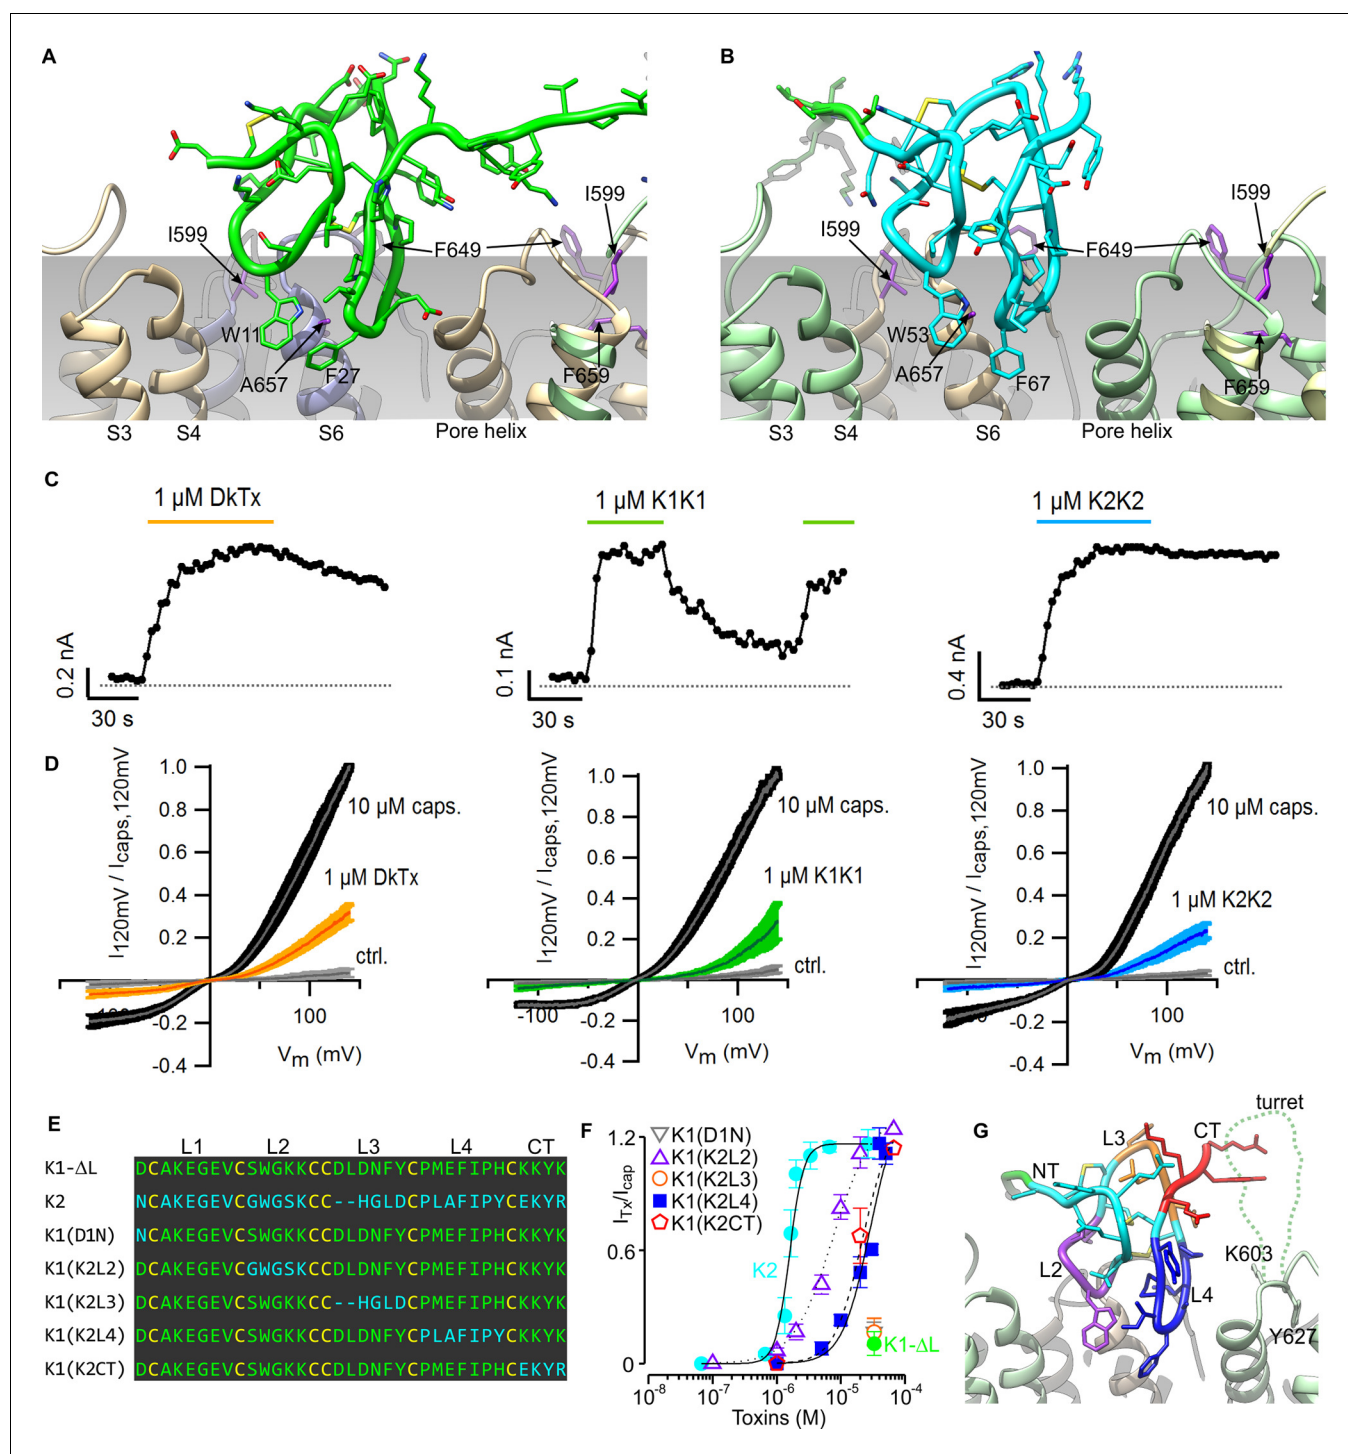 A
B
I599
F649
I599
W11
A657
F27
F659
S3
S4
S6
Pore helix
I599
F649
I599
W53
A657
F67
F659
S3
S4
S6
Pore helix
C
1 µM DkTx
1 µM K1K1
1 µM K2K2
0.2 nA
30 s
0.1 nA
30 s
0.4 nA
30 s
D
I120mV / Icaps,120mV
1.0
0.8
0.6
0.4
0.2
-0.2
-0.4
10 µM caps.
1 µM DkTx
ctrl.
100
Vm (mV)
I120mV / Icaps,120mV
1.0
0.8
0.6
0.4
0.2
-0.2
-0.4
10 µM caps.
1 µM K1K1
ctrl.
-100
100
Vm (mV)
I120mV / Icaps,120mV
1.0
0.8
0.6
0.4
0.2
-0.2
-0.4
10 µM caps.
1 µM K2K2
ctrl.
100
Vm (mV)
E
L1 L2 L3 L4 CT
K1-ΔL DCAKEGEVCSWGKKCCDLDNFYCPMEFIPHCKKYK
K2 NCAKEGEVCGWGSKCC--HGLDCPLAFIPYCEKYR
K1(D1N) NCAKEGEVCSWGKKCCDLDNFYCPMEFIPHCKKYK
K1(K2L2) DCAKEGEVCGWGSKCCDLDNFYCPMEFIPHCKKYK
K1(K2L3) DCAKEGEVCSWGKKCC--HGLDCPMEFIPHCKKYK
K1(K2L4) DCAKEGEVCSWGKKCCDLDNFYCPLAFIPYCKKYK
K1(K2CT) DCAKEGEVCSWGKKCCDLDNFYCPMEFIPHCEKYR
F
K1(D1N)
K1(K2L2)
K1(K2L3)
K1(K2L4)
K1(K2CT)
ITx/Icap
1.2
0.6
0
K2
K1-ΔL
10-8 10-7 10-6 10-5 10-4
Toxins (M)
G
turret
L3
CT
NT
L2
L4
K603
Y627